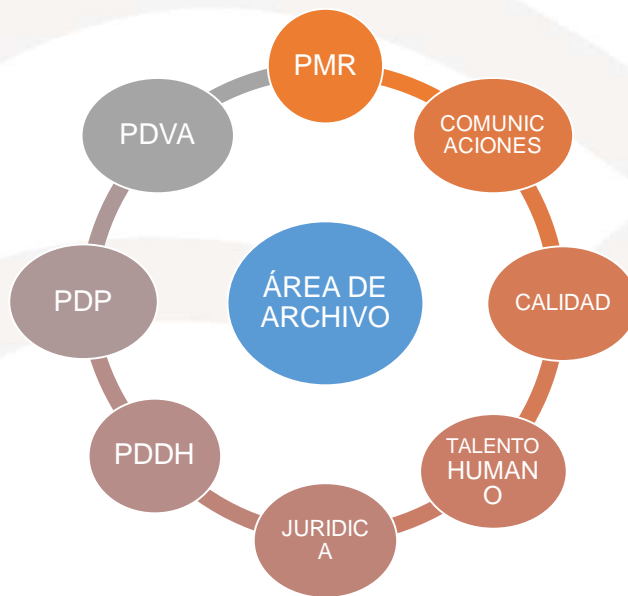 PMR
COMUNIC
ACIONES
CALIDAD
TALENTO
HUMAN
O
JURIDIC
A
PDDH
PDP
PDVA
ÁREA DE
ARCHIVO